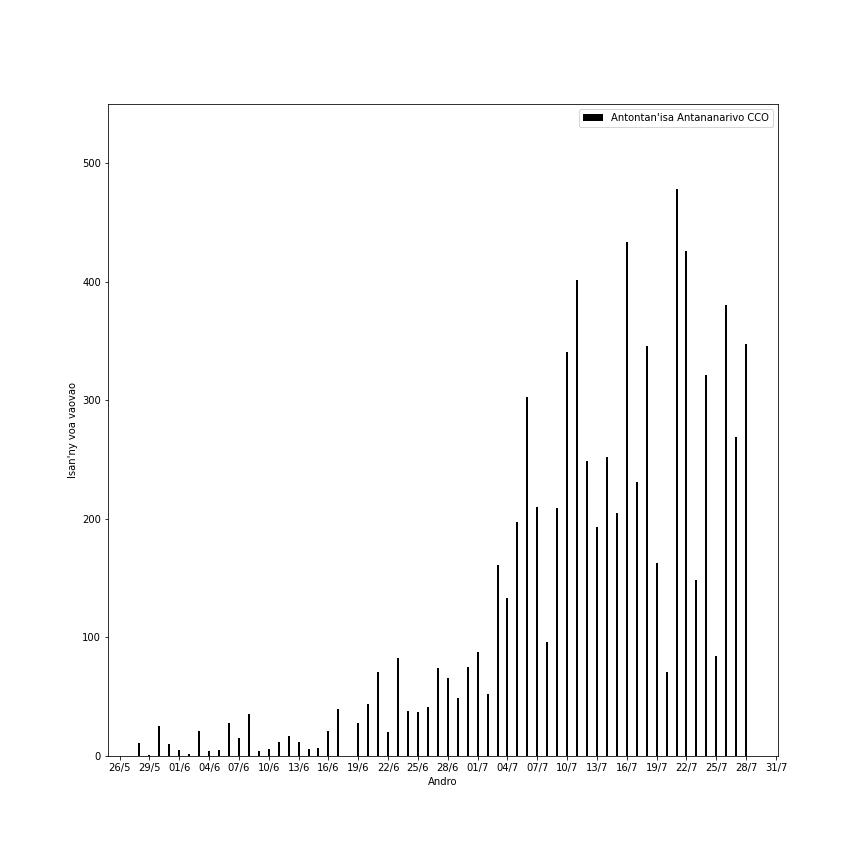 Antontan'isa Antananarivo CCO
500
400
300
200
100
0
Isan'ny voa vaovao
26/5 29/5 01/6 04/6 07/6 10/6 13/6 16/6 19/6 22/6 25/6 28/6 01/7 04/7 07/7 10/7 13/7 16/7 19/7 22/7 25/7 28/7 31/7
Andro